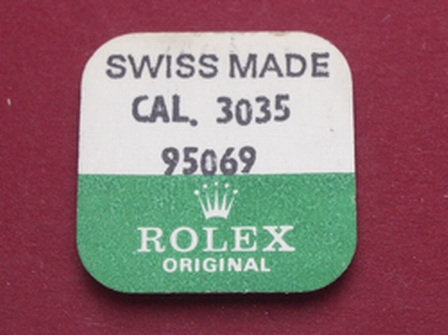 SWISS MADE
CAL. 3035
95069
ROLEX
ORIGINAL